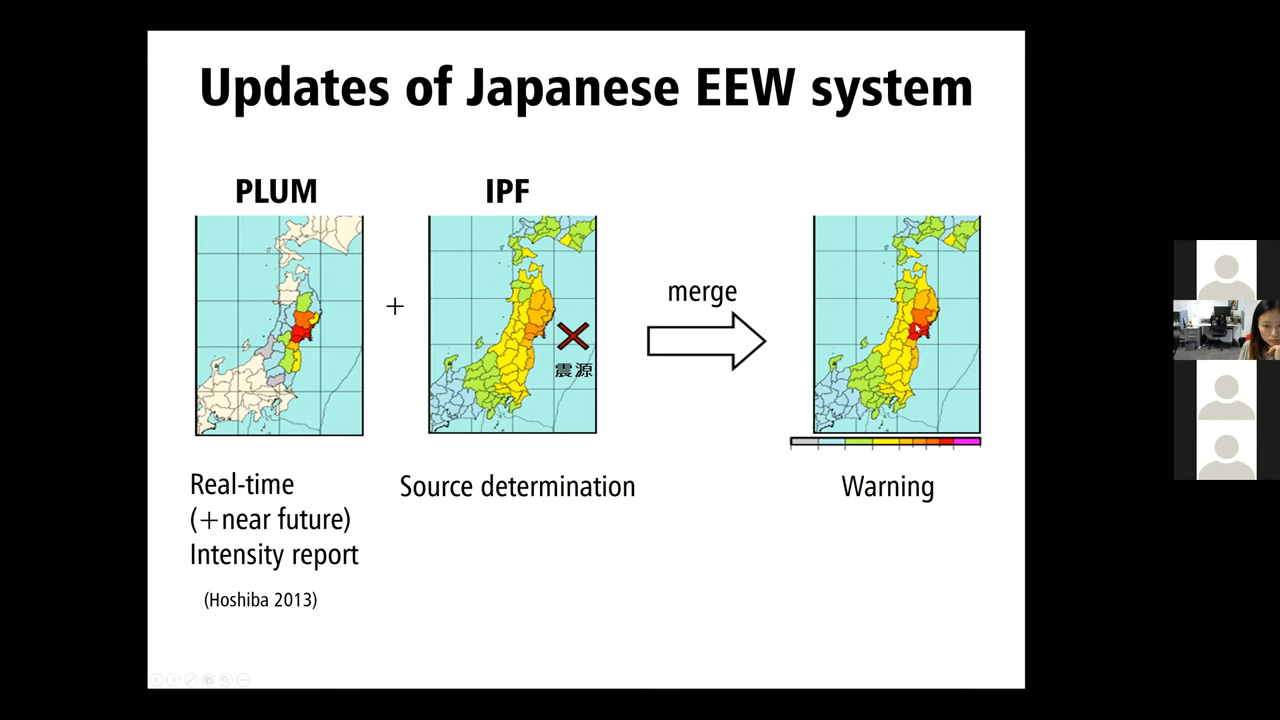 Updates of Japanese EEW system
PLUM
IPF
+
震源
merge
Real-time
(+near future)
Intensity report
(Hoshiba 2013)
Source determination
Warning